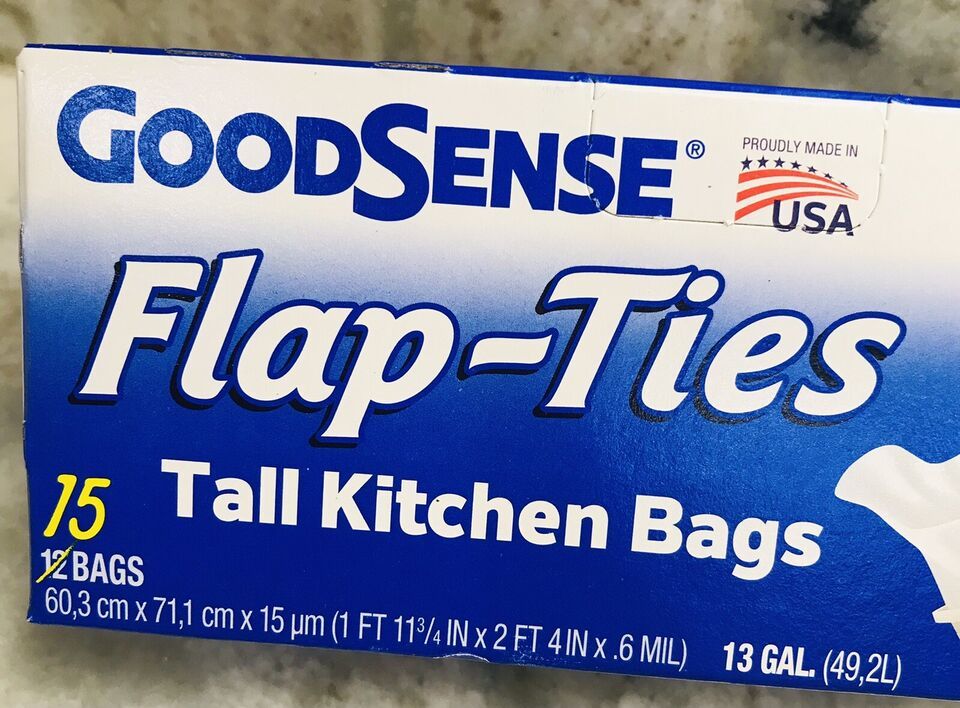 GOODSENSE®
PROUDLY MADE IN
USA
Flap-Ties
Tall Kitchen Bags
15
12 BAGS
60,3 cm x 71,1 cm x 15 µm (1 FT 11 3/4 IN x 2 FT 4 IN x .6 MIL)
13 GAL. (49,2L)